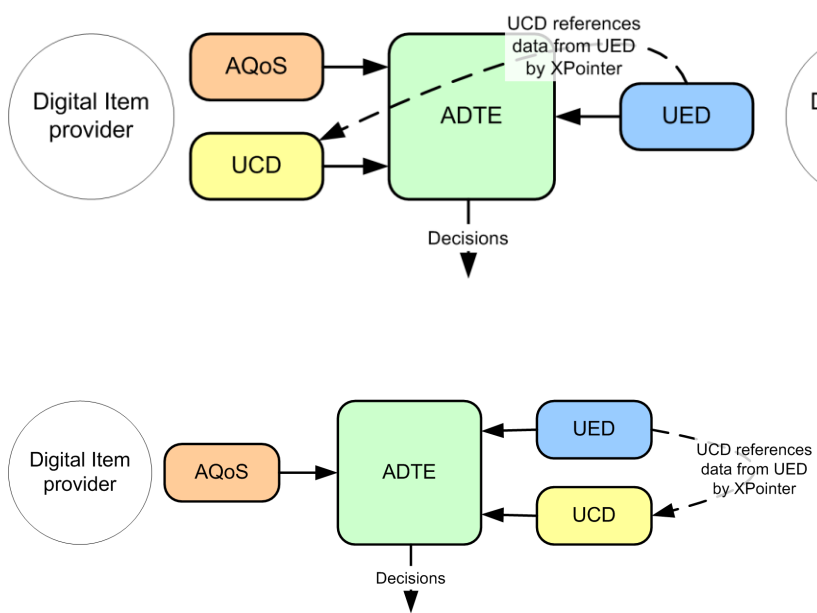 UCD references
data from UED
by XPointer
AQoS
Digital Item
provider
ADTE
UED
D
UCD
Decisions
UED
UCD references
data from UED
by XPointer
Digital Item
provider
AQoS
ADTE
UCD
Decisions